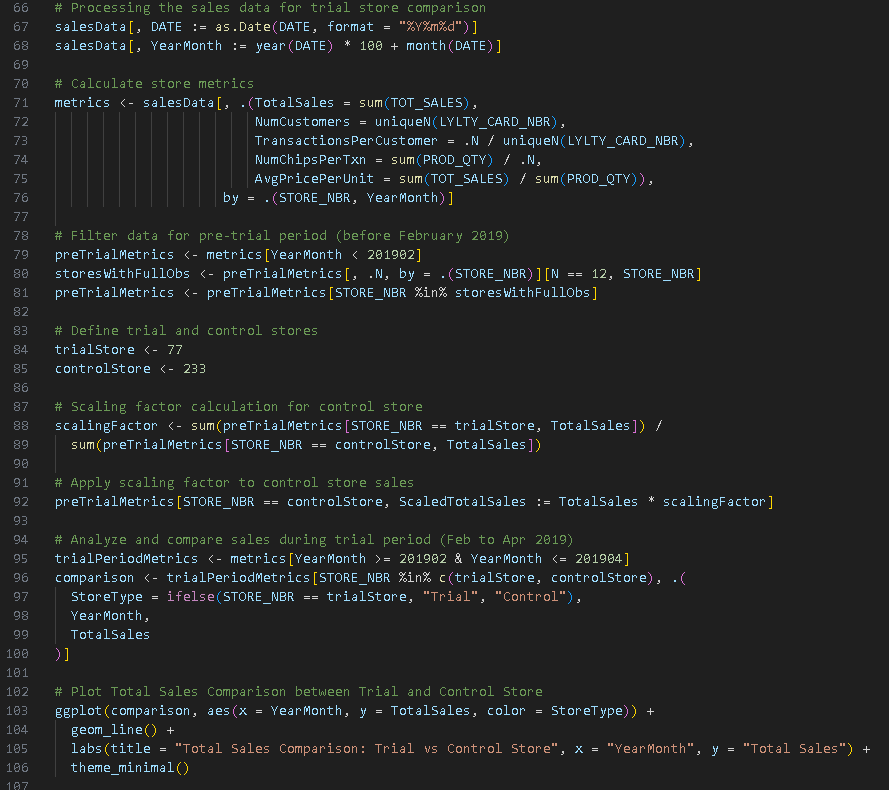 66 # Processing the sales data for trial store comparison
67 salesData[, DATE := as.Date(DATE, format = "%Y%m%d")]
68 salesData[, YearMonth := year(DATE) * 100 + month(DATE)]
69
70 # Calculate store metrics
71 metrics <- salesData[, .(TotalSales = sum(TOT_SALES),
72 NumCustomers = uniqueN(LYLTY_CARD_NBR),
73 TransactionsPerCustomer = .N / uniqueN(LYLTY_CARD_NBR),
74 NumChipsPerTxn = sum(PROD_QTY) / .N,
75 AvgPricePerUnit = sum(TOT_SALES) / sum(PROD_QTY)),
76 by = .(STORE_NBR, YearMonth)]
77
78 # Filter data for pre-trial period (before February 2019)
79 preTrialMetrics <- metrics[YearMonth < 201902]
80 storesWithFullObs <- preTrialMetrics[, .N, by = .(STORE_NBR)][N == 12, STORE_NBR]
81 preTrialMetrics <- preTrialMetrics[STORE_NBR %in% storesWithFullObs]
82
83 # Define trial and control stores
84 trialStore <- 77
85 controlStore <- 233
86
87 # Scaling factor calculation for control store
88 scalingFactor <- sum(preTrialMetrics[STORE_NBR == trialStore, TotalSales]) /
89 sum(preTrialMetrics[STORE_NBR == controlStore, TotalSales])
90
91 # Apply scaling factor to control store sales
92 preTrialMetrics[STORE_NBR == controlStore, ScaledTotalSales := TotalSales * scalingFactor]
93
94 # Analyze and compare sales during trial period (Feb to Apr 2019)
95 trialPeriodMetrics <- metrics[YearMonth >= 201902 & YearMonth <= 201904]
96 comparison <- trialPeriodMetrics[STORE_NBR %in% c(trialStore, controlStore), .(
97 StoreType = ifelse(STORE_NBR == trialStore, "Trial", "Control"),
98 YearMonth,
99 TotalSales
100 )]
101
102 # Plot Total Sales Comparison between Trial and Control Store
103 ggplot(comparison, aes(x = YearMonth, y = TotalSales, color = StoreType)) +
104 geom_line() +
105 labs(title = "Total Sales Comparison: Trial vs Control Store", x = "YearMonth", y = "Total Sales") +
106 theme_minimal()
107